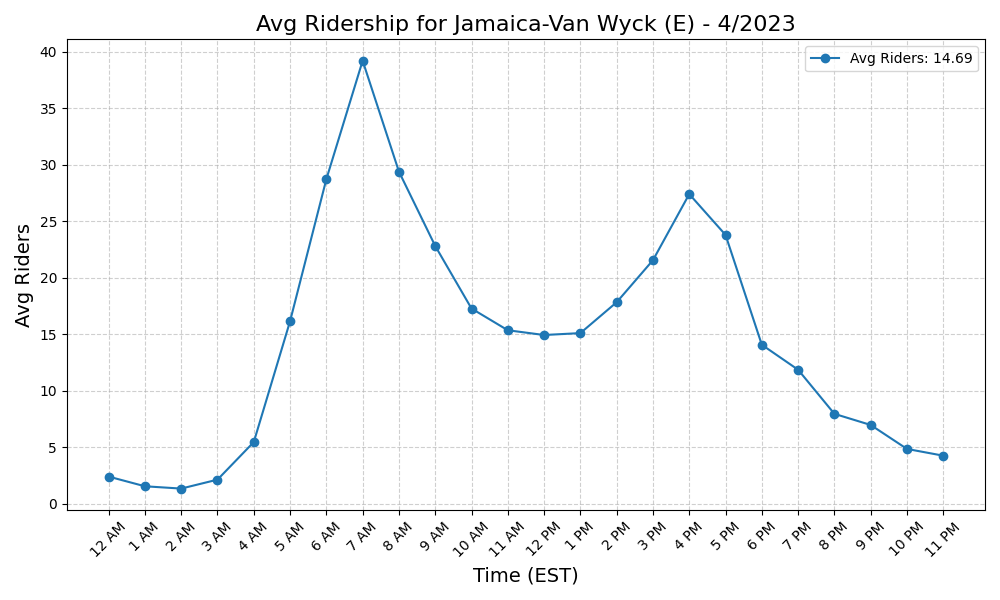 Avg Ridership for Jamaica-Van Wyck (E) - 4/2023
Avg Riders: 14.69
Avg Riders
40
35
30
25
20
15
10
5
0
12 AM
1 AM
2 AM
3 AM
4 AM
5 AM
6 AM
7 AM
8 AM
9 AM
10 AM
11 AM
12 PM
1 PM
2 PM
3 PM
4 PM
5 PM
6 PM
7 PM
8 PM
9 PM
10 PM
11 PM
Time (EST)